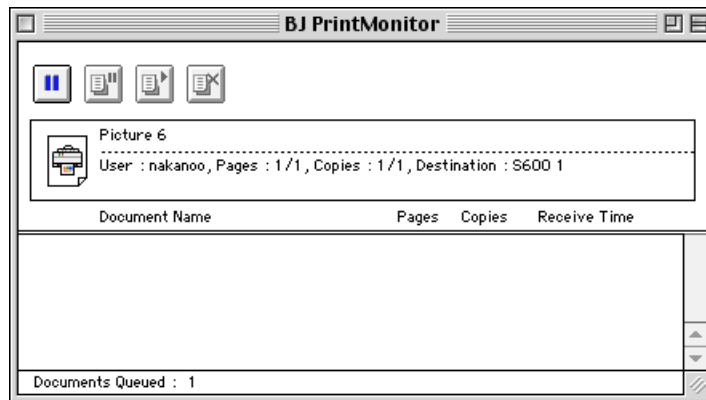 BJ PrintMonitor
Picture 6
User : nakanoo, Pages : 1/1, Copies : 1/1, Destination : S600 1
Document Name Pages Copies Receive Time
Documents Queued : 1